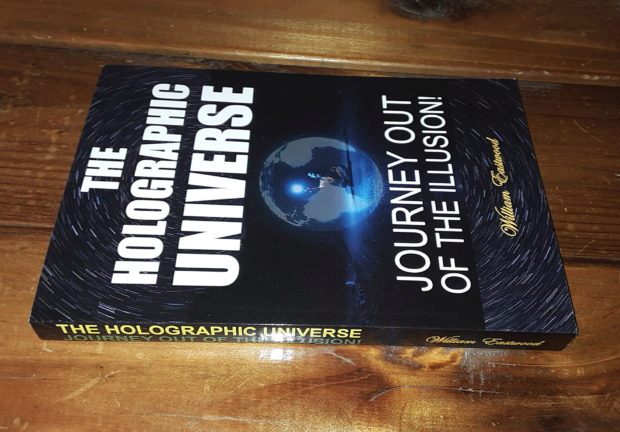 THE
HOLOGRAPHIC
UNIVERSE
JOURNEY OUT
OF THE ILLUSION!
William Eastwood
THE HOLOGRAPHIC UNIVERSE
JOURNEY OUT OF THE ILLUSION!
William Eastwood